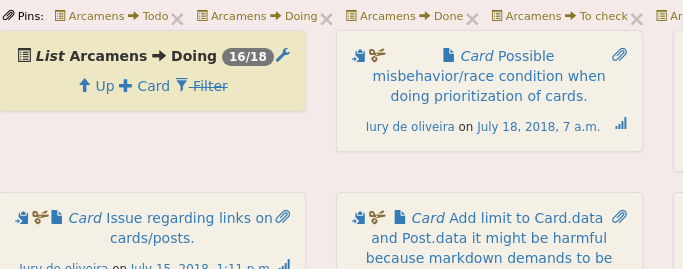 Pins: Arcamens Todo Arcamens Doing Arcamens Done Arcamens To check Ar
List Arcamens Doing 16/18
Up Card Filter
Card Possible
misbehavior/race condition when
doing prioritization of cards.
Iury de oliveira on July 18, 2018, 7 a.m.
Card Issue regarding links on
cards/posts.
Iury de oliveira on July 15, 2018, 1:11 p.m.
Card Add limit to Card.data
and Post.data it might be harmful
because markdown demands to be